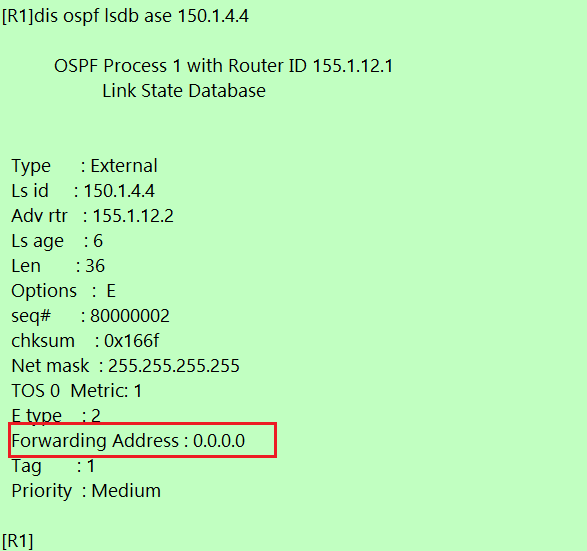 [R1]dis ospf lsdb ase 150.1.4.4
OSPF Process 1 with Router ID 155.1.12.1
Link State Database
Type : External
Ls id : 150.1.4.4
Adv rtr : 155.1.12.2
Ls age : 6
Len : 36
Options : E
seq# : 80000002
chksum : 0x166f
Net mask : 255.255.255.255
TOS 0 Metric: 1
E type : 2
Forwarding Address : 0.0.0.0
Tag : 1
Priority : Medium
[R1]